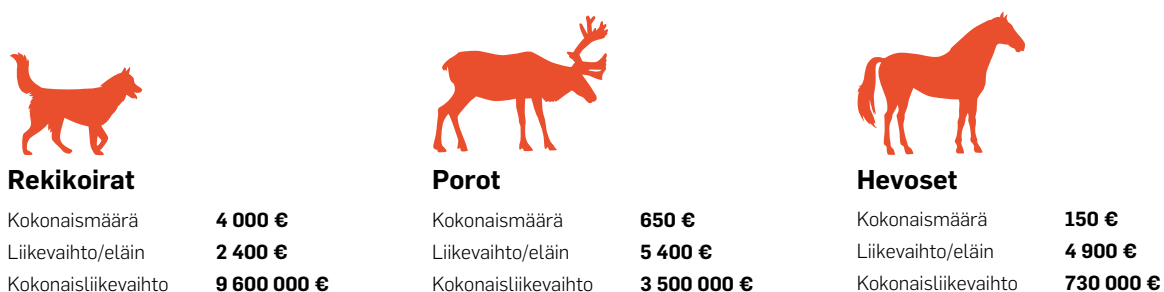 Rekikoirat
Kokonaismäärä 4 000 €
Liikevaihto/eläin 2 400 €
Kokonaisliikevaihto 9 600 000 €
Porot
Kokonaismäärä 650 €
Liikevaihto/eläin 5 400 €
Kokonaisliikevaihto 3 500 000 €
Hevoset
Kokonaismäärä 150 €
Liikevaihto/eläin 4 900 €
Kokonaisliikevaihto 730 000 €